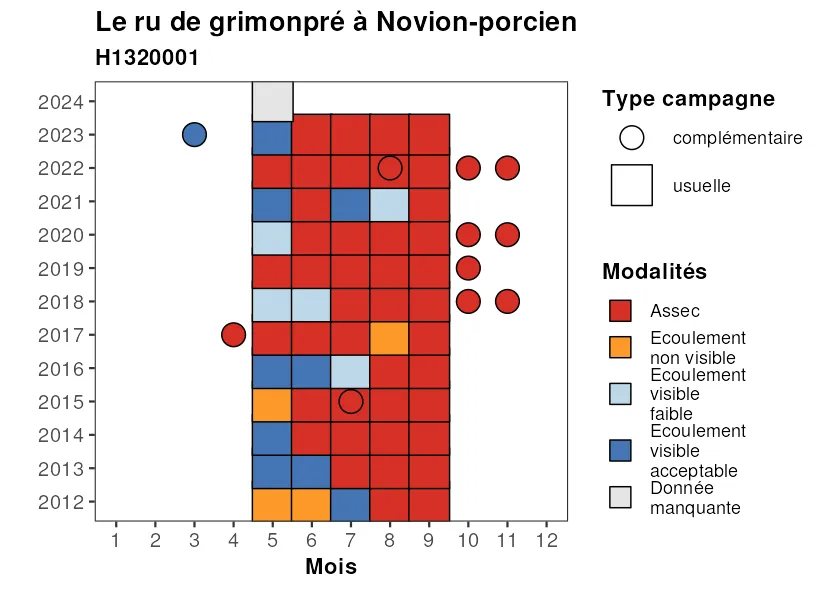 Le ru de grimonpré à Novion-porcien
H1320001
2024
2023
2022
2021
2020
2019
2018
2017
2016
2015
2014
2013
2012
1 2 3 4 5 6 7 8 9 10 11 12
Mois
Type campagne
complémentaire
usuelle
Modalités
Assec
Ecoulement
non visible
Ecoulement
visible
faible
Ecoulement
visible
acceptable
Donnée
manquante